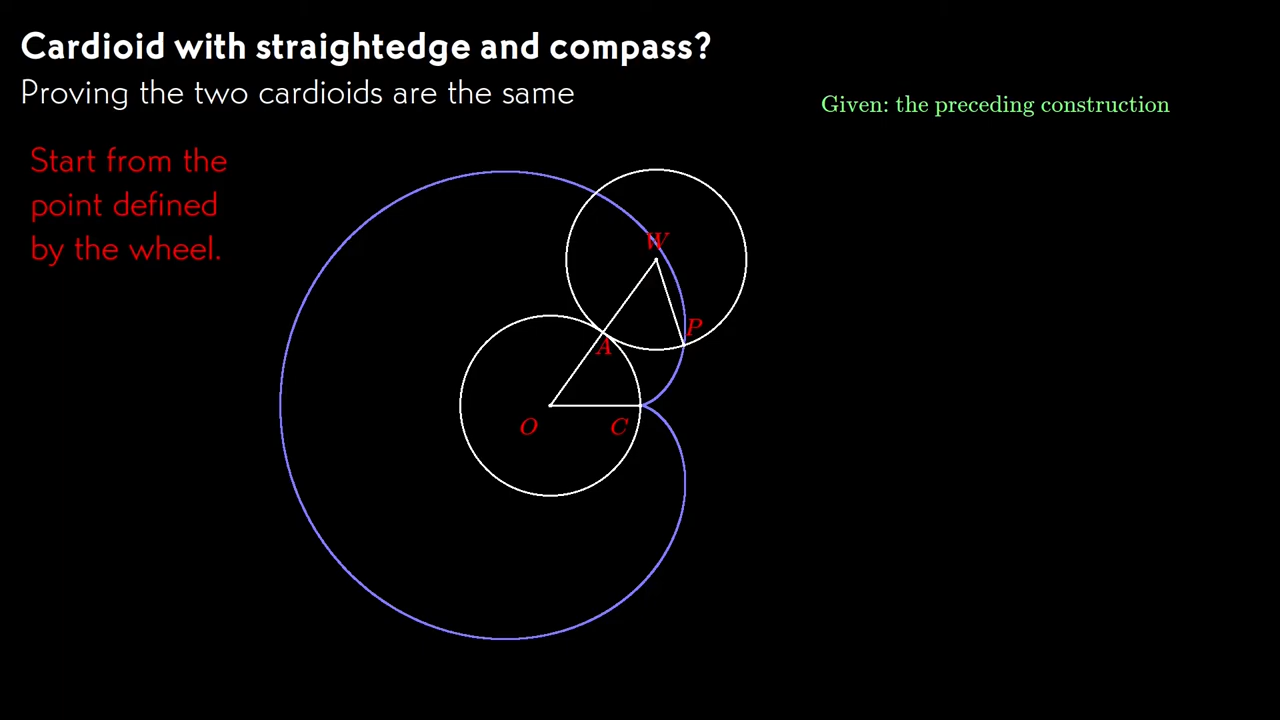 Cardioid with straightedge and compass?
Proving the two cardioids are the same
Given: the preceding construction
Start from the
point defined
by the wheel.
W
P
A
O
C